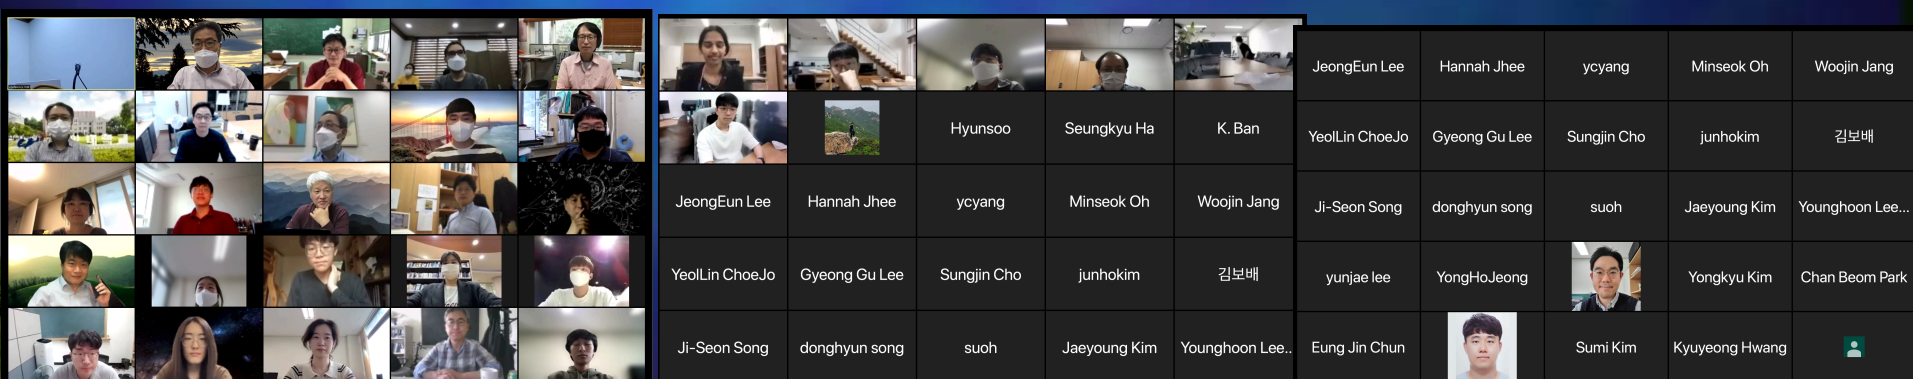 Hyunsoo
Seungkyu Ha
K. Ban
JeongEun Lee
Hannah Jhee
ycyang
Minseok Oh
Woojin Jang
YeolLin ChoeJo
Gyeong Gu Lee
Sungjin Cho
junhokim
김보배
Ji-Seon Song
donghyun song
suoh
Jaeyoung Kim
Younghoon Lee...
JeongEun Lee
Hannah Jhee
ycyang
Minseok Oh
Woojin Jang
YeolLin ChoeJo
Gyeong Gu Lee
Sungjin Cho
junhokim
김보배
Ji-Seon Song
donghyun song
suoh
Jaeyoung Kim
Younghoon Lee...
yunjae lee
YongHoJeong
Yongkyu Kim
Chan Beom Park
Eung Jin Chun
Sumi Kim
Kyuyeong Hwang